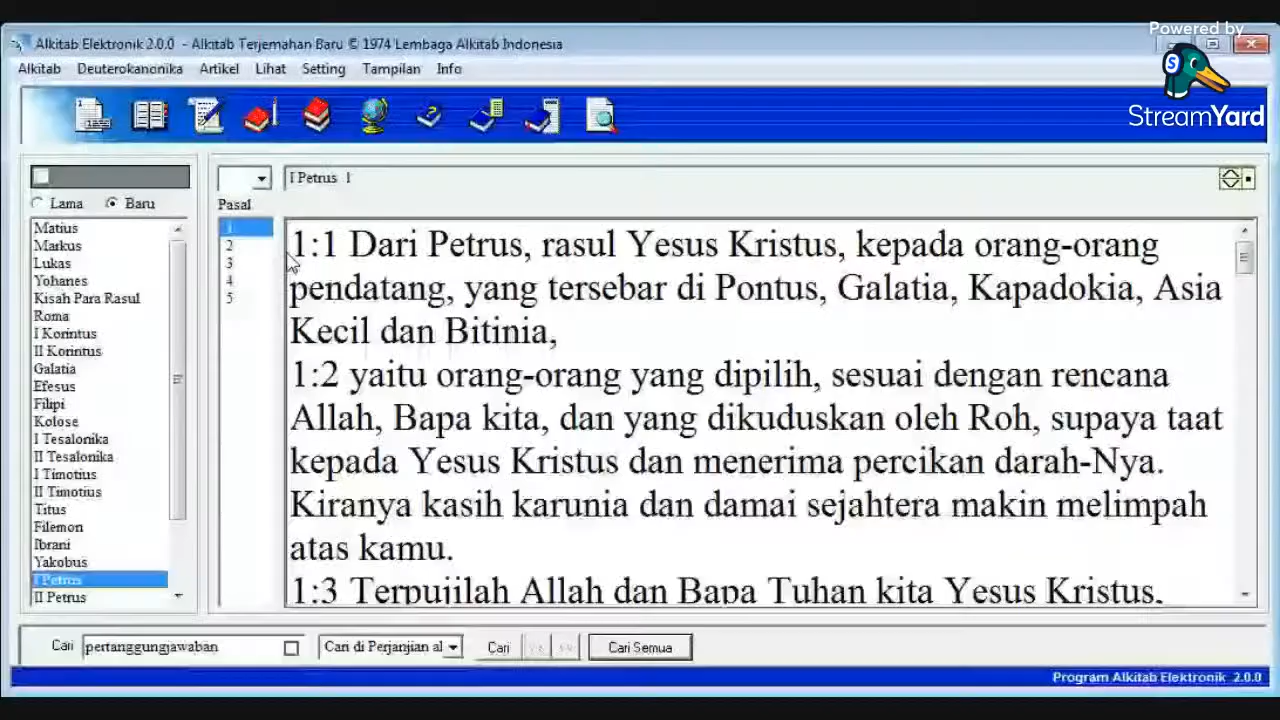 Powered by
StreamYard
Alkitab Elektronik 2.0.0 - Alkitab Terjemahan Baru © 1974 Lembaga Alkitab Indonesia
Alkitab Deuterokanonika Artikel Lihat Setting Tampilan Info
Lama Baru
Matius
Markus
Lukas
Yohanes
Kisah Para Rasul
Roma
I Korintus
II Korintus
Galatia
Efesus
Filipi
Kolose
I Tesalonika
II Tesalonika
I Timotius
II Timotius
Titus
Filemon
Ibrani
Yakobus
I Petrus
II Petrus
I Petrus 1
Pasal
1
2
3
4
5
1:1 Dari Petrus, rasul Yesus Kristus, kepada orang-orang
pendatang, yang tersebar di Pontus, Galatia, Kapadokia, Asia
Kecil dan Bitinia,
1:2 yaitu orang-orang yang dipilih, sesuai dengan rencana
Allah, Bapa kita, dan yang dikuduskan oleh Roh, supaya taat
kepada Yesus Kristus dan menerima percikan darah-Nya.
Kiranya kasih karunia dan damai sejahtera makin melimpah
atas kamu.
1:3 Terpujilah Allah dan Bapa Tuhan kita Yesus Kristus,
Cari pertanggungjawaban Cari di Perjanjian al Cari Cari Semua
Program Alkitab Elektronik 2.0.0